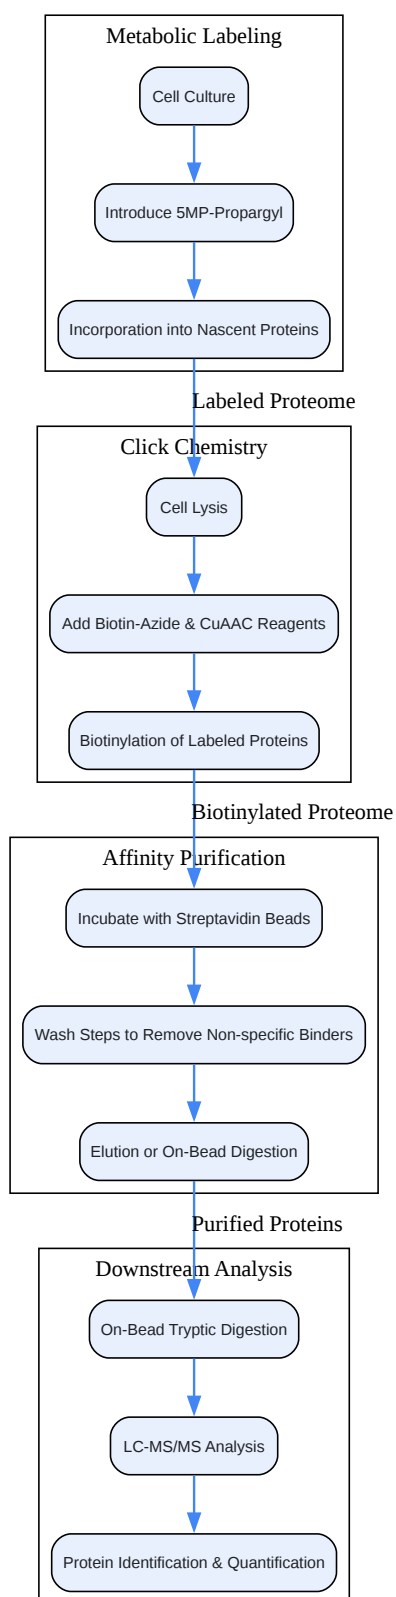 Metabolic Labeling
Cell Culture
Introduce 5MP-Propargyl
Incorporation into Nascent Proteins
Labeled Proteome
Click Chemistry
Cell Lysis
Add Biotin-Azide & CuAAC Reagents
Biotinylation of Labeled Proteins
Biotinylated Proteome
Affinity Purification
Incubate with Streptavidin Beads
Wash Steps to Remove Non-specific Binders
Elution or On-Bead Digestion
Purified Proteins
Downstream Analysis
On-Bead Tryptic Digestion
LC-MS/MS Analysis
Protein Identification & Quantification